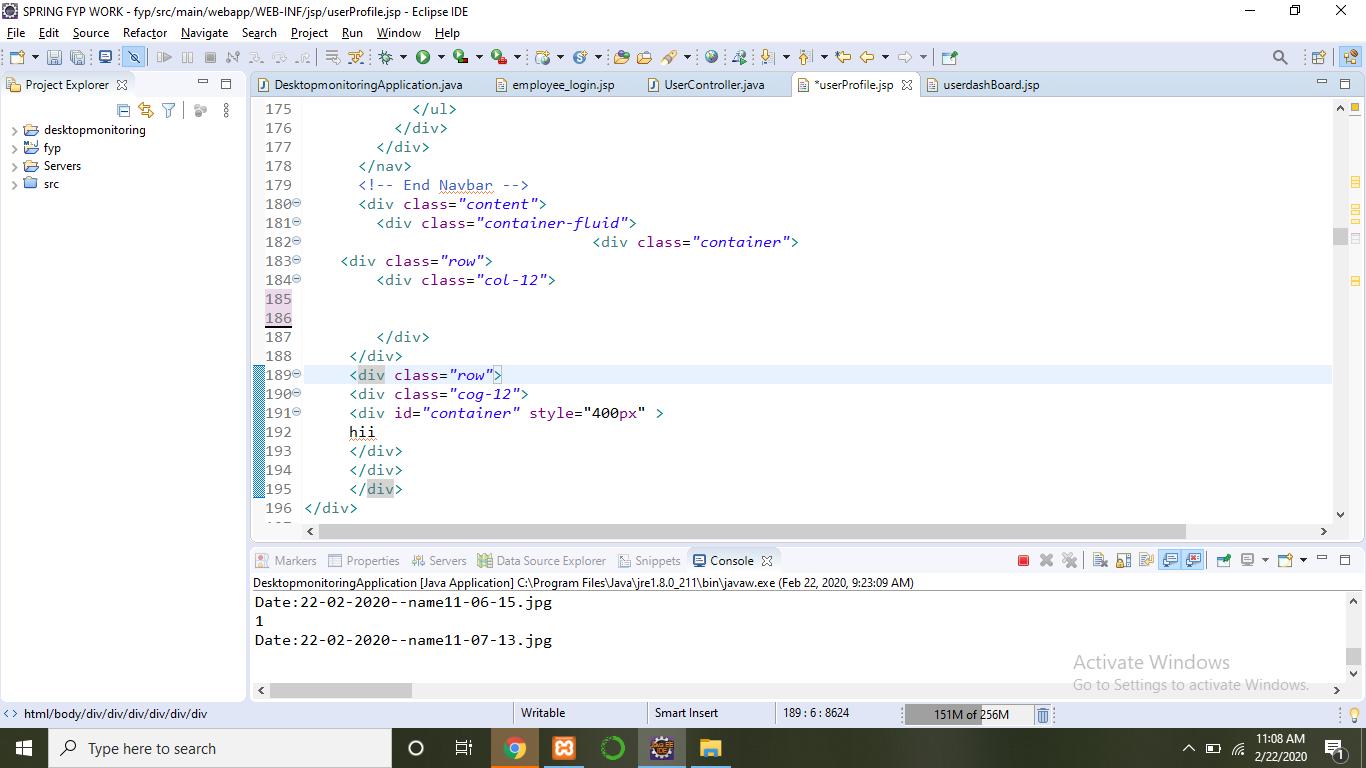 SPRING FYP WORK - fyp/src/main/webapp/WEB-INF/jsp/userProfile.jsp - Eclipse IDE
File Edit Source Refactor Navigate Search Project Run Window Help
Project Explorer
desktopmonitoring
fyp
Servers
src
DesktopmonitoringApplication.java employee_login.jsp UserController.java *userProfile.jsp userdashBoard.jsp
175 </ul>
176 </div>
177 </div>
178 </nav>
179 <!-- End Navbar -->
180 <div class="content">
181 <div class="container-fluid">
182 <div class="container">
183 <div class="row">
184 <div class="col-12">
185
186
187 </div>
188 </div>
189 <div class="row">
190 <div class="cog-12">
191 <div id="container" style="400px" >
192 hii
193 </div>
194 </div>
195 </div>
196 </div>
Markers Properties Servers Data Source Explorer Snippets Console
DesktopmonitoringApplication [Java Application] C:\Program Files\Java\jre1.8.0_211\bin\javaw.exe (Feb 22, 2020, 9:23:09 AM)
Date:22-02-2020--name11-06-15.jpg
1
Date:22-02-2020--name11-07-13.jpg
Activate Windows
Go to Settings to activate Windows.
html/body/div/div/div/div/div/div Writable Smart Insert 189 : 6 : 8624 151M of 256M
Type here to search
11:08 AM
2/22/2020
1